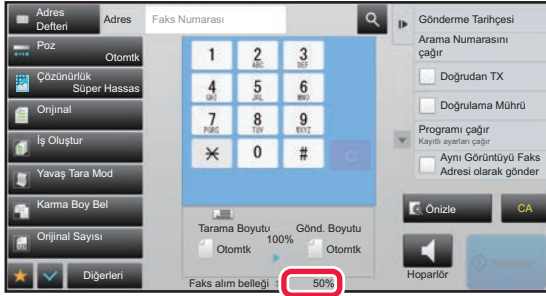 Adres
Defteri
Adres
Faks Numarası
Poz
Otomtk
Çözünürlük
Süper Hassas
Orijinal
İş Oluştur
Yavaş Tara Mod
Karma Boy Bel
Orijinal Sayısı
Diğerleri
1
2
ABC
3
DEF
4
GHI
5
JKL
6
MNO
7
PQRS
8
TUV
9
WXYZ
0
#
C
Tarama Boyutu
Gönd. Boyutu
100%
Otomtk
Otomtk
Faks alım belleği :
50%
Gönderme Tarihçesi
Arama Numarasını
çağır
Doğrudan TX
Doğrulama Mührü
Programı çağır
Kayıtlı ayarları çağır
Aynı Görüntüyü Faks
Adresi olarak gönder
Önizle
CA
Hoparlör